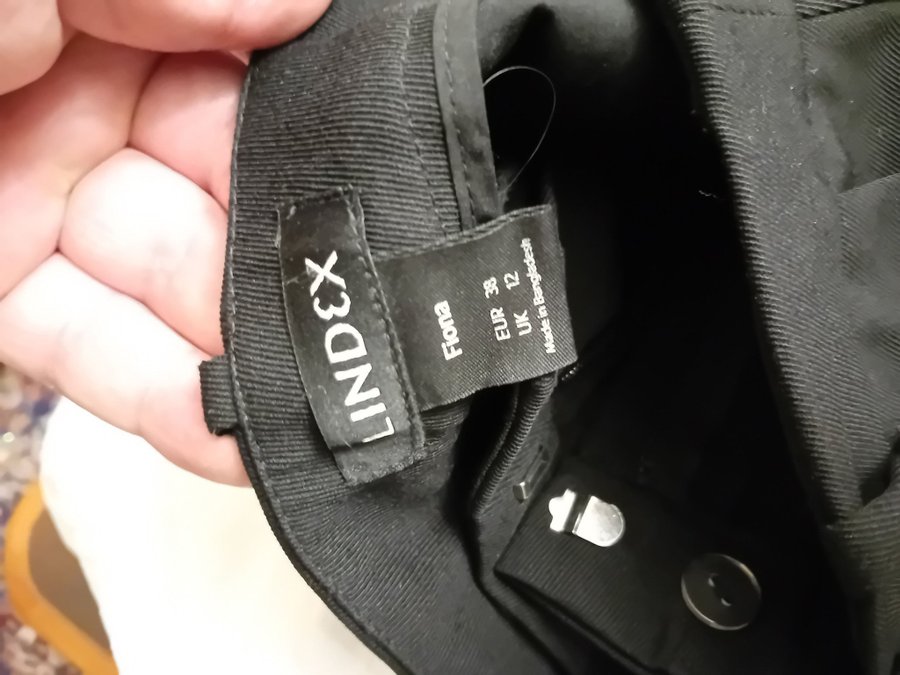 LINDEX
Fiona
EUR 38
UK 12
Made in Bangladesh